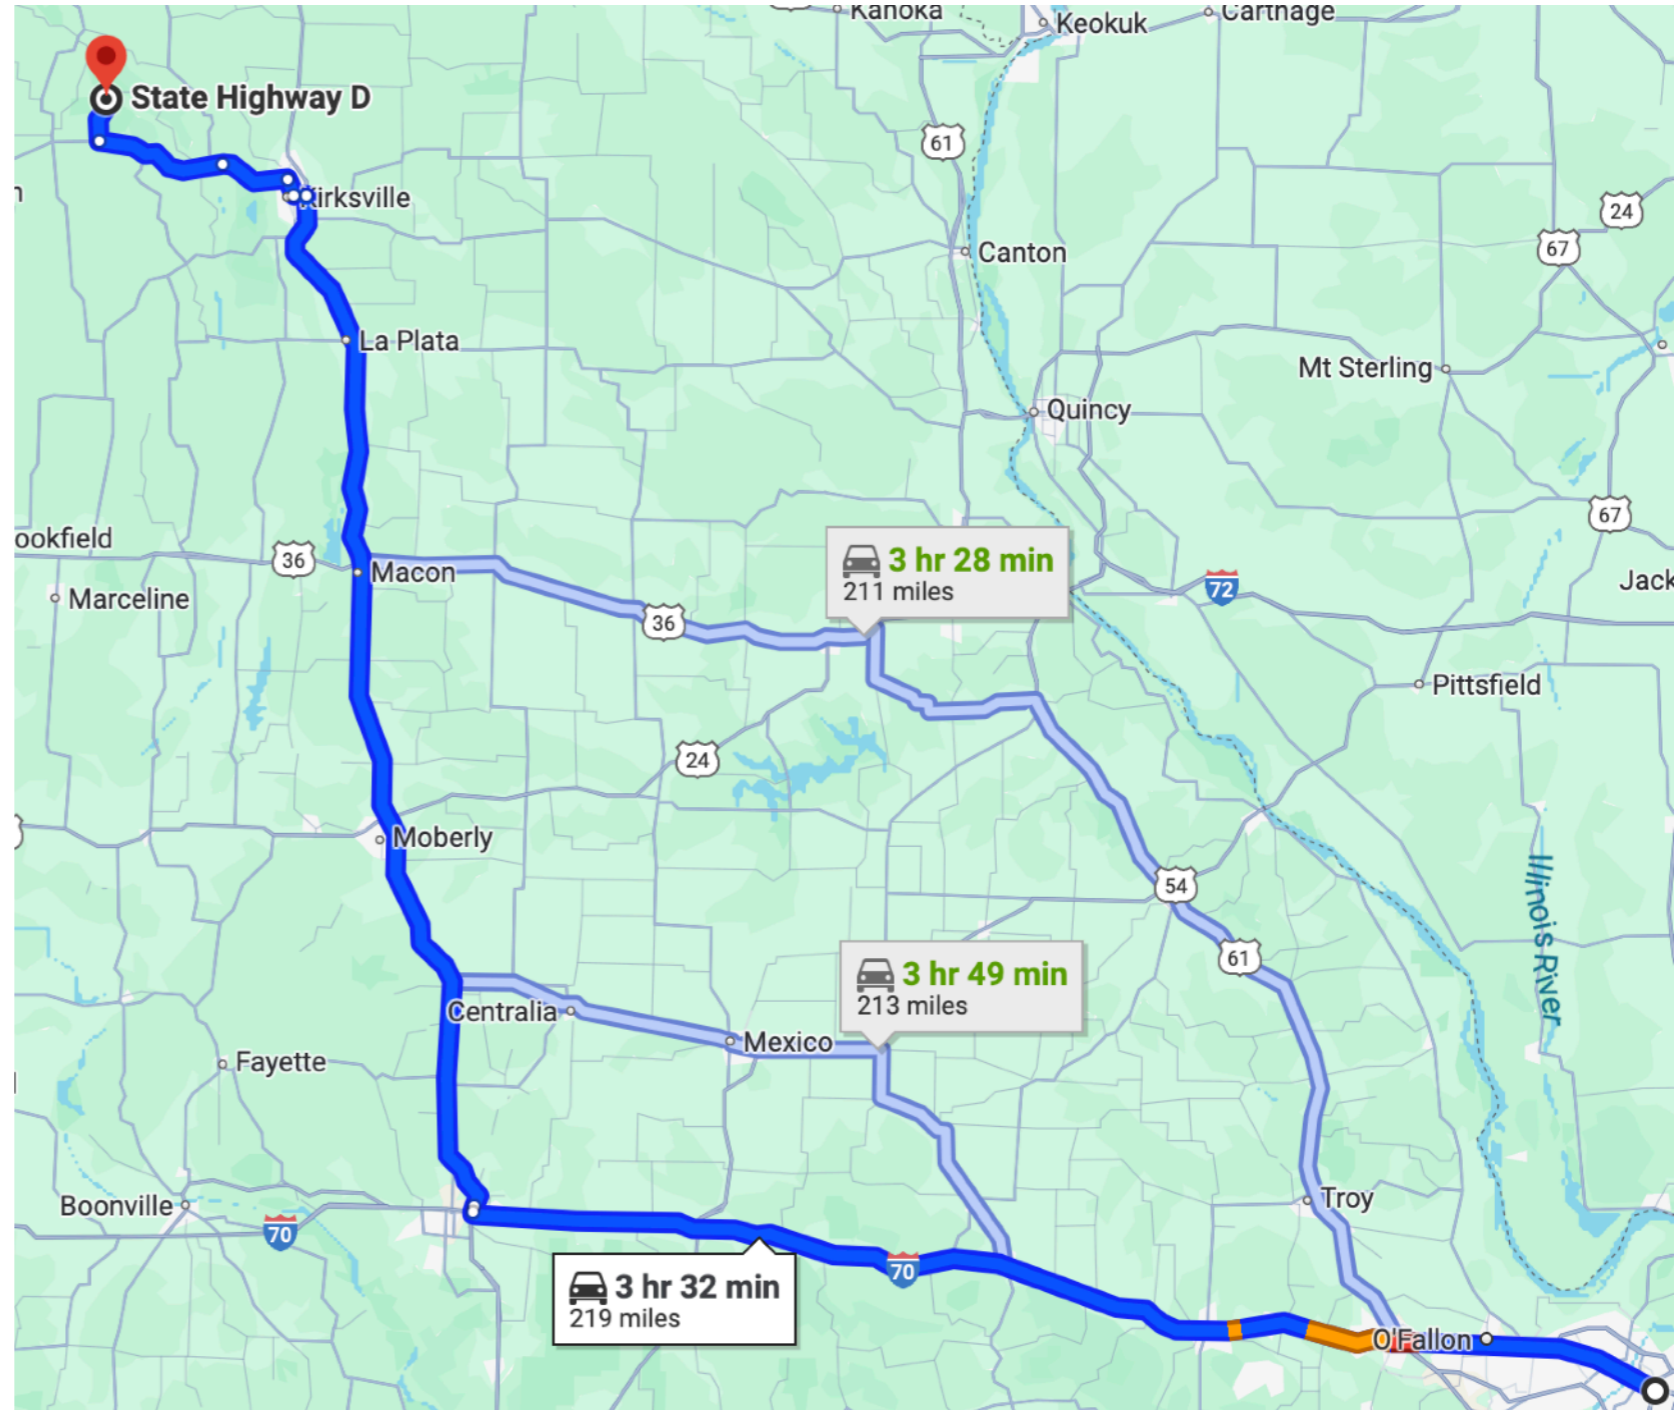 Kahoka
Carthage
Keokuk
State Highway D
61
Kirksville
24
67
Canton
La Plata
Mt Sterling
Quincy
67
ookfield
36
3 hr 28 min
211 miles
Macon
72
Jack
Marceline
36
Pittsfield
24
Moberly
54
Illinois River
61
3 hr 49 min
213 miles
Centralia
Mexico
Fayette
Troy
Boonville
70
70
3 hr 32 min
219 miles
O'Fallon